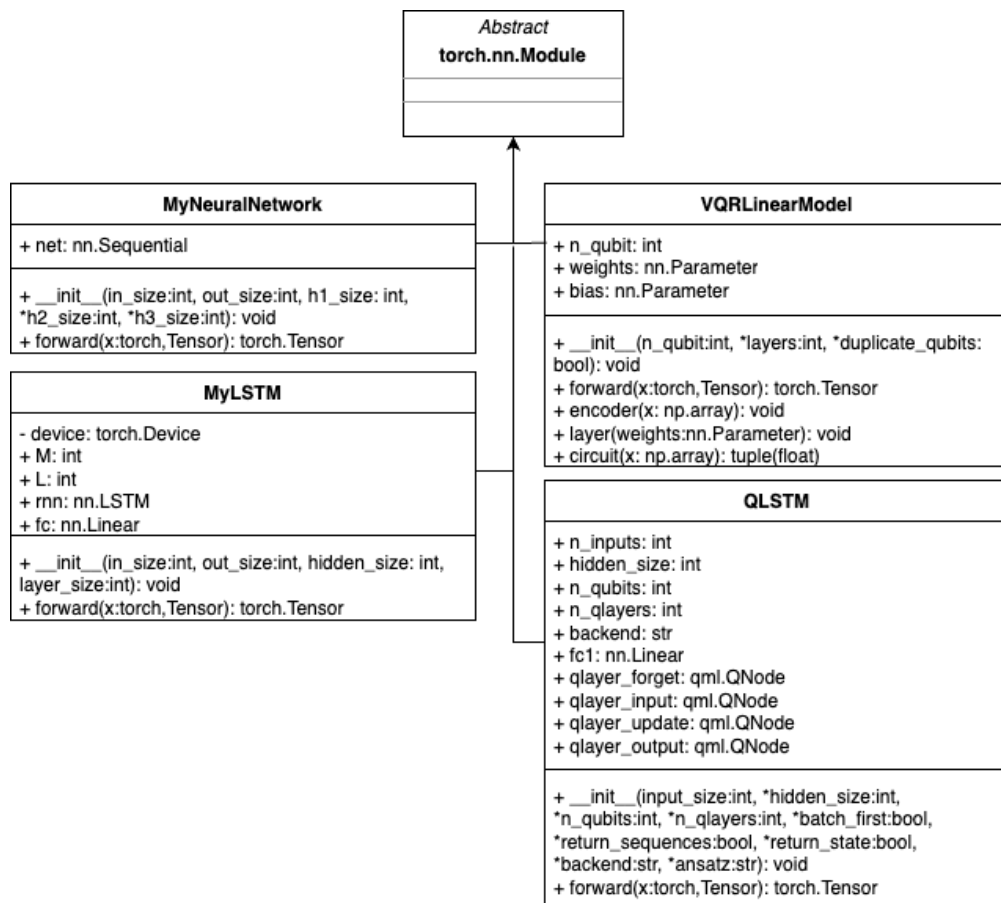 Abstract
torch.nn.Module
MyNeuralNetwork
+ net: nn.Sequential
+ __init__(in_size:int, out_size:int, h1_size: int,
*h2_size:int, *h3_size:int): void
+ forward(x:torch,Tensor): torch.Tensor
MyLSTM
- device: torch.Device
+ M: int
+ L: int
+ rnn: nn.LSTM
+ fc: nn.Linear
+ __init__(in_size:int, out_size:int, hidden_size: int,
layer_size:int): void
+ forward(x:torch,Tensor): torch.Tensor
VQRLinearModel
+ n_qubit: int
+ weights: nn.Parameter
+ bias: nn.Parameter
+ __init__(n_qubit:int, *layers:int, *duplicate_qubits:
bool): void
+ forward(x:torch,Tensor): torch.Tensor
+ encoder(x: np.array): void
+ layer(weights:nn.Parameter): void
+ circuit(x: np.array): tuple(float)
QLSTM
+ n_inputs: int
+ hidden_size: int
+ n_qubits: int
+ n_qlayers: int
+ backend: str
+ fc1: nn.Linear
+ qlayer_forget: qml.QNode
+ qlayer_input: qml.QNode
+ qlayer_update: qml.QNode
+ qlayer_output: qml.QNode
+ __init__(input_size:int, *hidden_size:int,
*n_qubits:int, *n_qlayers:int, *batch_first:bool,
*return_sequences:bool, *return_state:bool,
*backend:str, *ansatz:str): void
+ forward(x:torch,Tensor): torch.Tensor